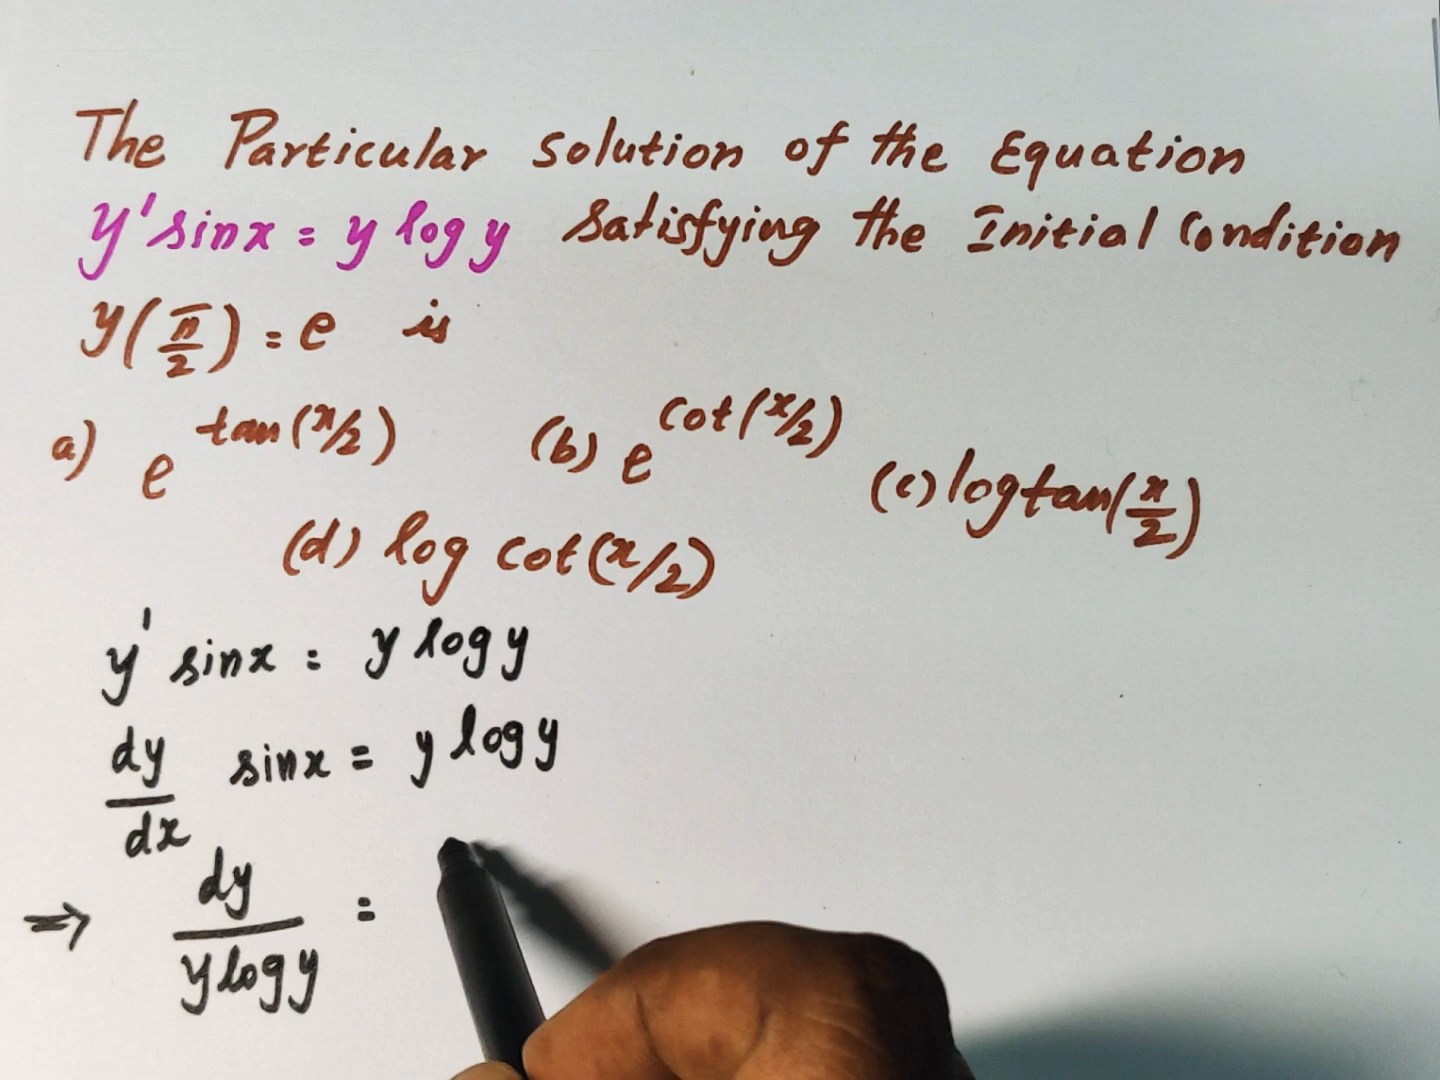 The Particular solution of the Equation
y' sinx = y log y satisfying the Initial Condition
y(π/2) = e is
a) e^tan(x/2) (b) e^cot(x/2) (c) log tan(x/2)
(d) log cot(x/2)
y' sinx = y log y
dy/dx sinx = y log y
⇒ dy/y log y =